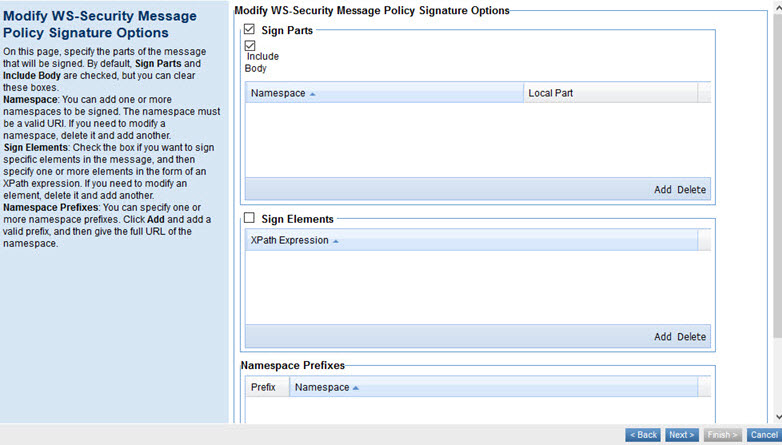 Modify WS-Security Message
Policy Signature Options
On this page, specify the parts of the message
that will be signed. By default, Sign Parts and
Include Body are checked, but you can clear
these boxes.
Namespace: You can add one or more
namespaces to be signed. The namespace must
be a valid URI. If you need to modify a
namespace, delete it and add another.
Sign Elements: Check the box if you want to sign
specific elements in the message, and then
specify one or more elements in the form of an
XPath expression. If you need to modify an
element, delete it and add another.
Namespace Prefixes: You can specify one or
more namespace prefixes. Click Add and add a
valid prefix, and then give the full URL of the
namespace.
Modify WS-Security Message Policy Signature Options
Sign Parts
Include
Body
Namespace Local Part
Add Delete
Sign Elements
XPath Expression
Add Delete
Namespace Prefixes
Prefix Namespace
< Back Next > Finish > Cancel